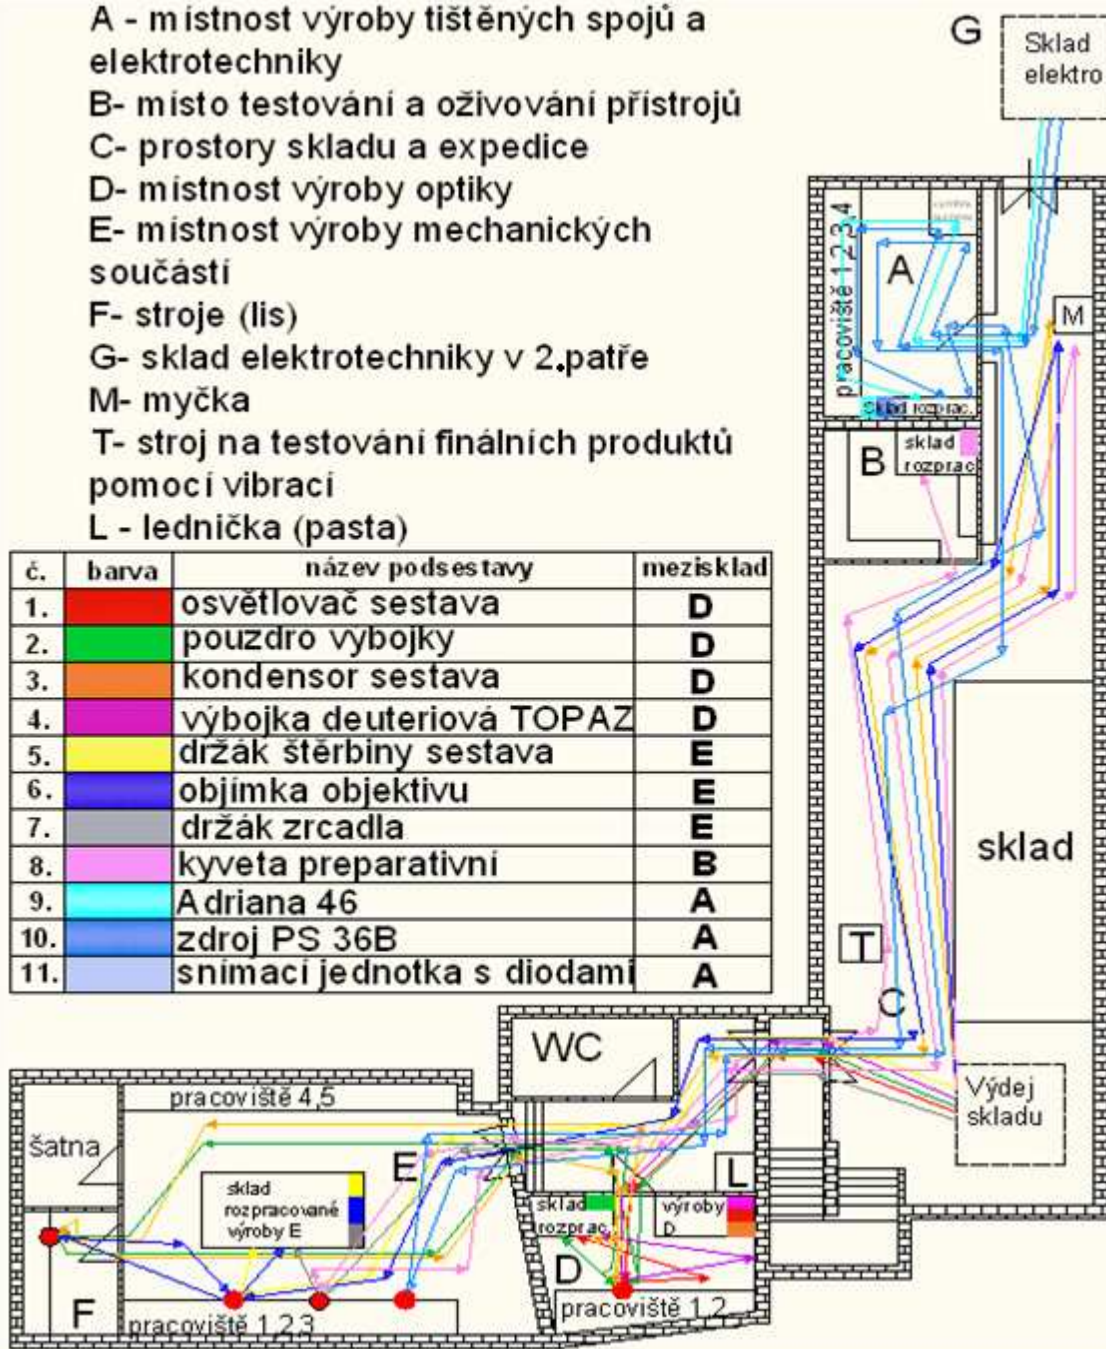 A - místnost výroby tištěných spojů a
elektrotechniky
B- místo testování a oživování přístrojů
C- prostory skladu a expedice
D- místnost výroby optiky
E- místnost výroby mechanických
součástí
F- stroje (lis)
G- sklad elektrotechniky v 2.patře
M- myčka
T- stroj na testování finálních produktů
pomocí vibrací
L - lednička (pasta)
č. barva název podsestavy mezisklad
1. osvětlovač sestava D
2. pouzdro výbojky D
3. kondensor sestava D
4. výbojka deuteriová TOPAZ D
5. držák štěrbiny sestava E
6. objímka objektivu E
7. držák zrcadla E
8. kyveta preparativní B
9. Adriana 46 A
10. zdroj PS 36B A
11. snímací jednotka s diodami A
G
Sklad
elektro
pracoviště 1,2,3,4
A
M
sklad rozprac.
B
sklad
rozprac
sklad
T
C
Výdej
skladu
WC
pracoviště 4,5
šatna
E
sklad
rozpracované
výroby E
L
sklad
rozprac.
výroby
D
D
F
pracoviště 1,2,3
pracoviště 1,2